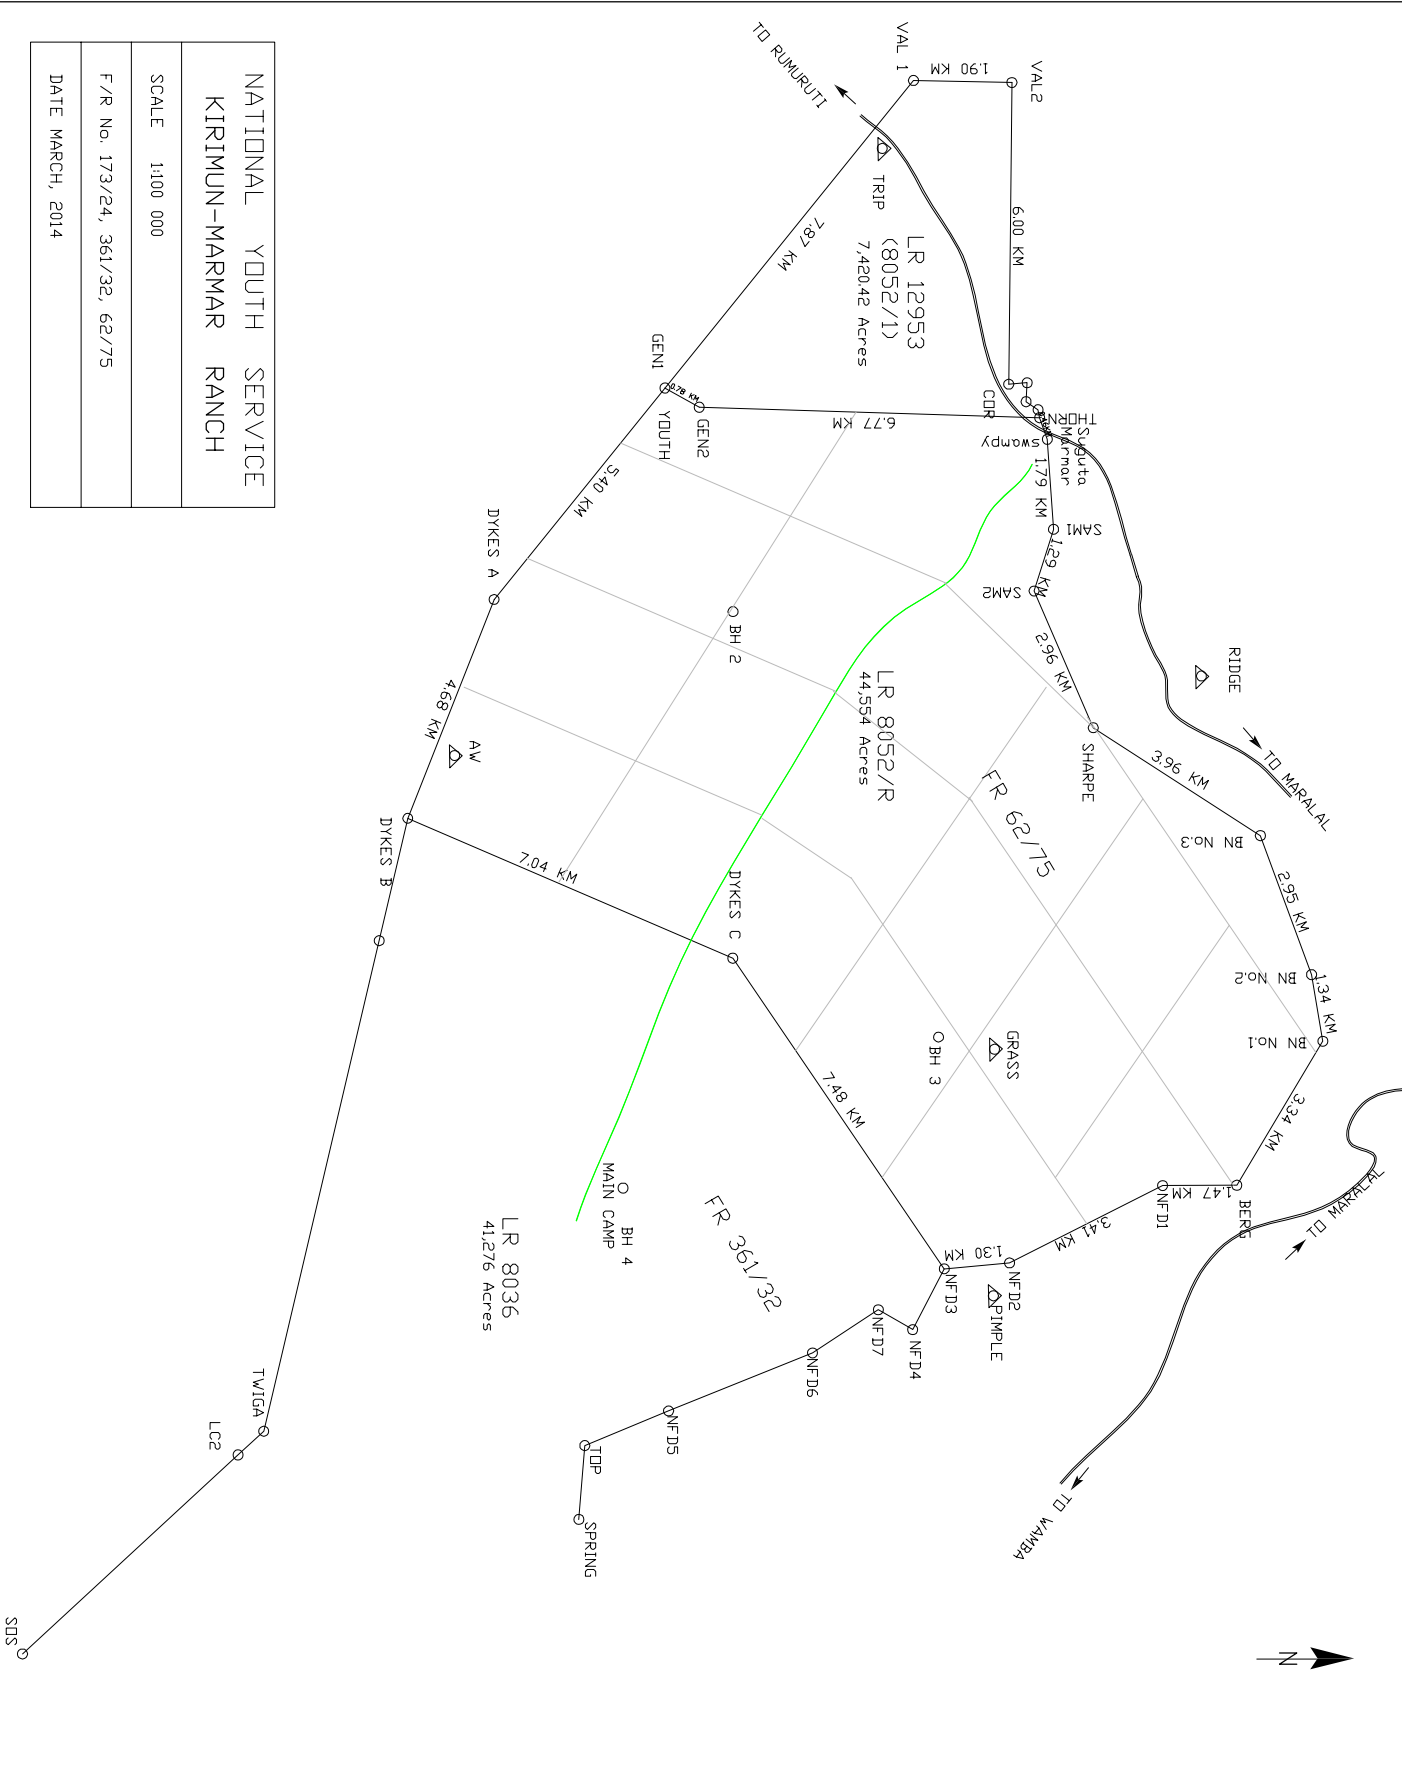 NATIONAL YOUTH SERVICE
KIRIMUN-MARMAR RANCH
SCALE 1:100 000
F/R No. 173/24, 361/32, 62/75
DATE MARCH, 2014
TO RUMURUTI
VAL 1
1.90 KM
VAL2
6.00 KM
TRIP
LR 12953
(8052/1)
7,420.42 Acres
7.87 KM
GEN1
0.78 KM
GEN2
YOUTH
6.77 KM
COR
THORN
Suguta
Marmar
swampy
1.79 KM
SAM1
1.29 KM
SAM2
2.96 KM
SHARPE
RIDGE
TO MARALAL
3.96 KM
BN No.3
2.95 KM
BN No.2
1.34 KM
BN No.1
3.34 KM
BERG
1.47 KM
NFD1
3.41 KM
NFD2
1.30 KM
NFD3
PIMPLE
TO MARALAL
TO WAMBA
5.40 KM
DYKES A
4.68 KM
AW
DYKES B
7.04 KM
DYKES C
7.48 KM
BH 2
LR 8052/R
44,554 Acres
FR 62/75
GRASS
BH 3
FR 361/32
BH 4
MAIN CAMP
LR 8036
41,276 Acres
NFD4
NFD7
NFD6
NFD5
TOP
SPRING
TWIGA
LC2
SOS
N